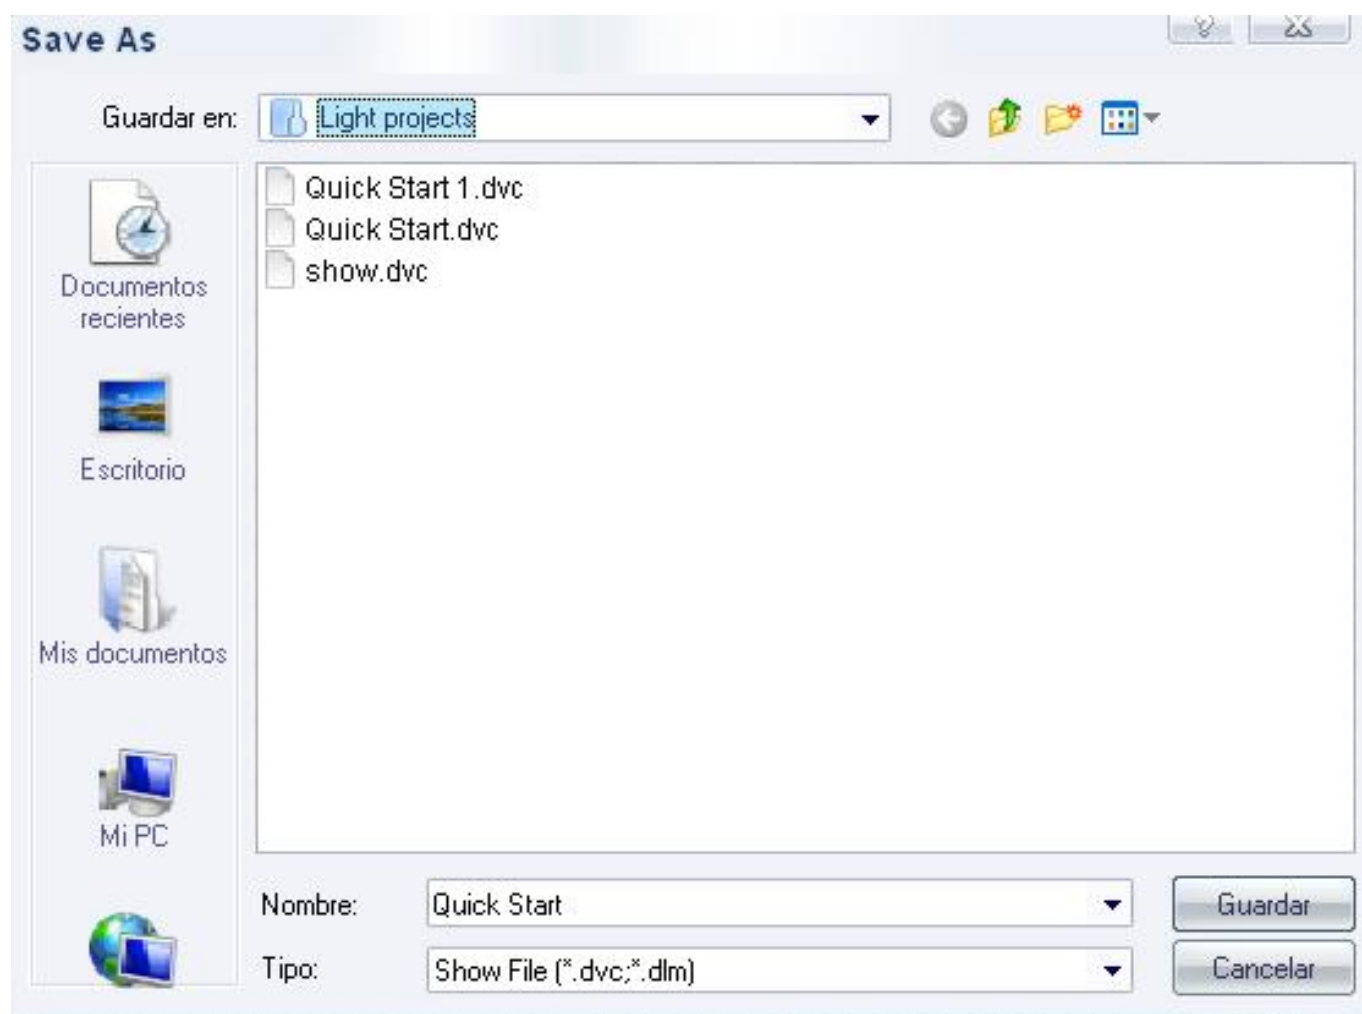 Save As
Guardar en:
Light projects
Quick Start 1.dvc
Quick Start.dvc
show.dvc
Documentos
recientes
Escritorio
Mis documentos
Mi PC
Nombre:
Quick Start
Guardar
Tipo:
Show File (*.dvc;*.dlm)
Cancelar